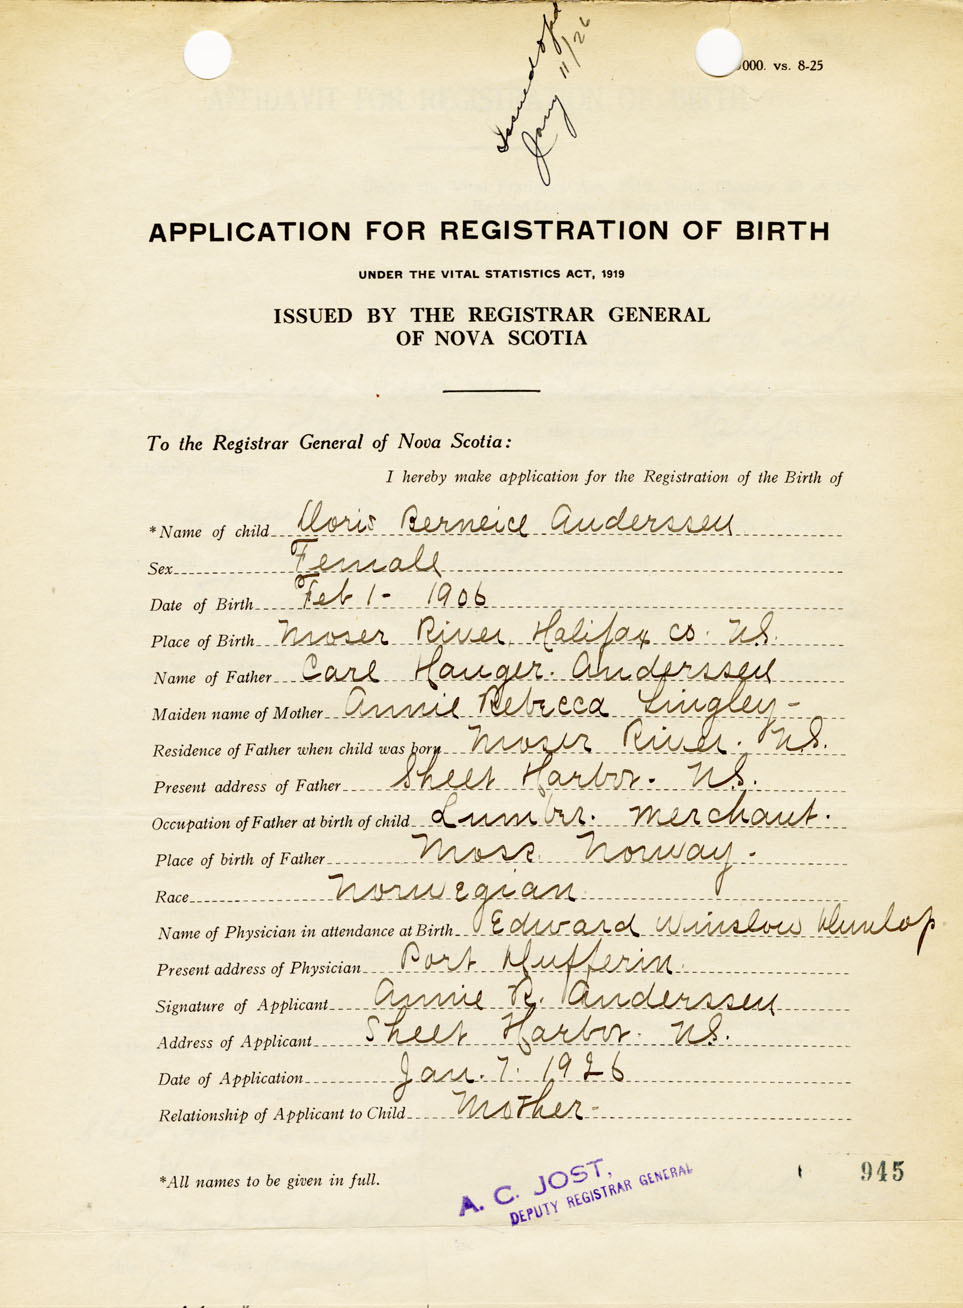 Issued
Jany 11/26
000. vs. 8-25
APPLICATION FOR REGISTRATION OF BIRTH
UNDER THE VITAL STATISTICS ACT, 1919
ISSUED BY THE REGISTRAR GENERAL
OF NOVA SCOTIA
To the Registrar General of Nova Scotia:
I hereby make application for the Registration of the Birth of
*Name of child Doris Berneice Anderssen
Sex Female
Date of Birth Feb 1 - 1906
Place of Birth Moser River, Halifax co. N.S.
Name of Father Carl Hauger. Anderssen
Maiden name of Mother Annie Rebecca Lingley -
Residence of Father when child was born Moser River. N.S.
Present address of Father Sheet Harbor. N.S.
Occupation of Father at birth of child Lumber. Merchant.
Place of birth of Father Moss. Norway -
Race Norwegian
Name of Physician in attendance at Birth Edward Winslow Dunlop
Present address of Physician Port Dufferin.
Signature of Applicant Annie R. Anderssen
Address of Applicant Sheet Harbor. N.S.
Date of Application Jan. 7. 1926
Relationship of Applicant to Child Mother -
*All names to be given in full.
A. C. JOST,
DEPUTY REGISTRAR GENERAL
945